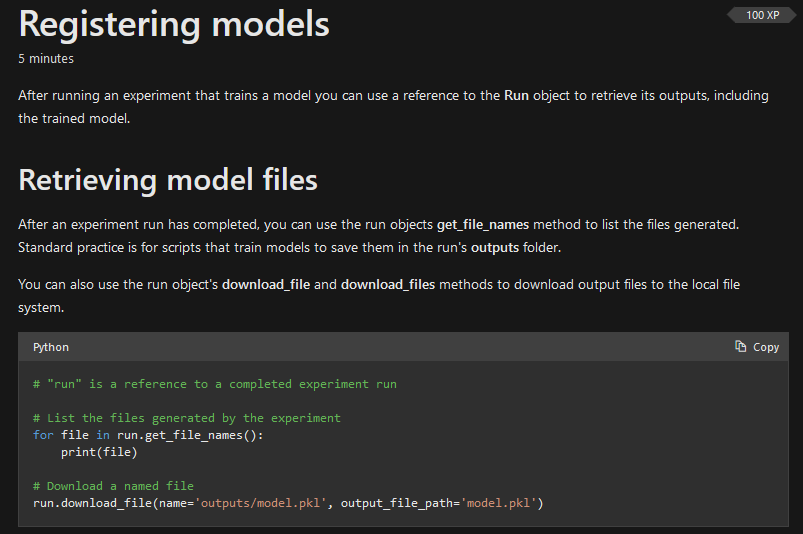 Registering models
100 XP
5 minutes
After running an experiment that trains a model you can use a reference to the Run object to retrieve its outputs, including
the trained model.
Retrieving model files
After an experiment run has completed, you can use the run objects get_file_names method to list the files generated.
Standard practice is for scripts that train models to save them in the run's outputs folder.
You can also use the run object's download_file and download_files methods to download output files to the local file
system.
Python
Copy
# "run" is a reference to a completed experiment run
# List the files generated by the experiment
for file in run.get_file_names():
    print(file)
# Download a named file
run.download_file(name='outputs/model.pkl', output_file_path='model.pkl')